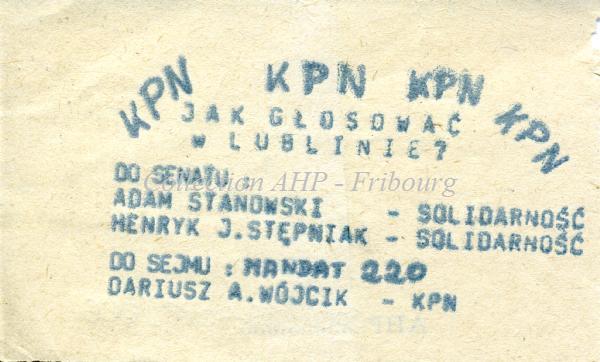 KPN KPN KPN KPN
JAK GŁOSOWAĆ
W LUBLINIE?
DO SENATU:
Collection AHP - Fribourg
ADAM STANOWSKI - SOLIDARNOŚĆ
HENRYK J.STĘPNIAK - SOLIDARNOŚĆ
DO SEJMU: MANDAT 220
DARIUSZ A.WÓJCIK - KPN